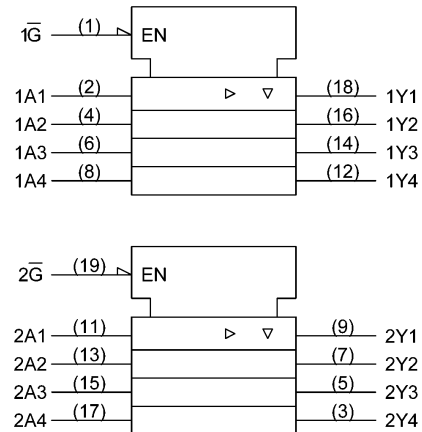 1G̅ (1) EN
1A1 (2) ▷ ▽ (18) 1Y1
1A2 (4) (16) 1Y2
1A3 (6) (14) 1Y3
1A4 (8) (12) 1Y4
2G̅ (19) EN
2A1 (11) ▷ ▽ (9) 2Y1
2A2 (13) (7) 2Y2
2A3 (15) (5) 2Y3
2A4 (17) (3) 2Y4